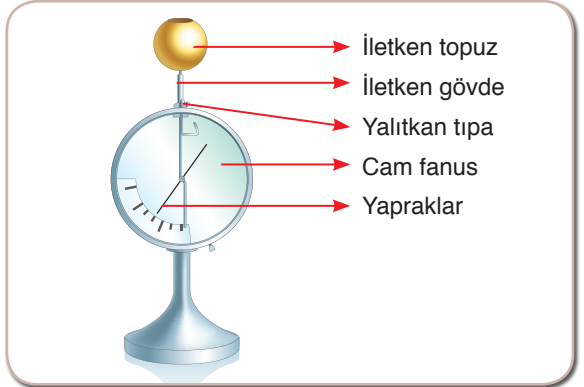 İletken topuz
İletken gövde
Yalıtkan tıpa
Cam fanus
Yapraklar